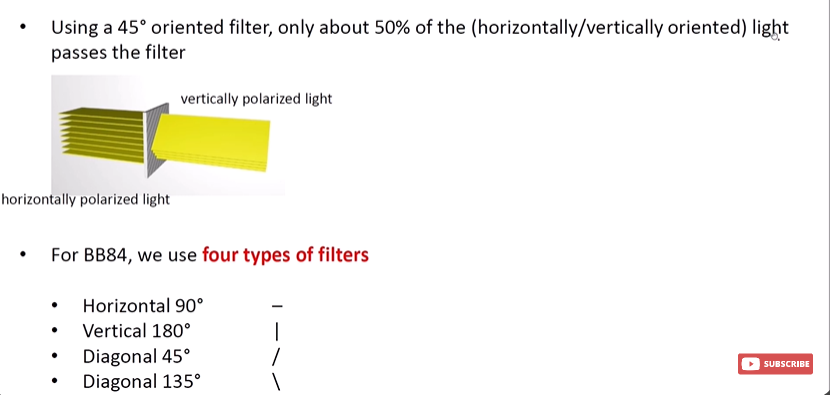 • Using a 45° oriented filter, only about 50% of the (horizontally/vertically oriented) light
passes the filter
vertically polarized light
horizontally polarized light
• For BB84, we use four types of filters
• Horizontal 90° –
• Vertical 180° |
• Diagonal 45° /
• Diagonal 135° \
SUBSCRIBE